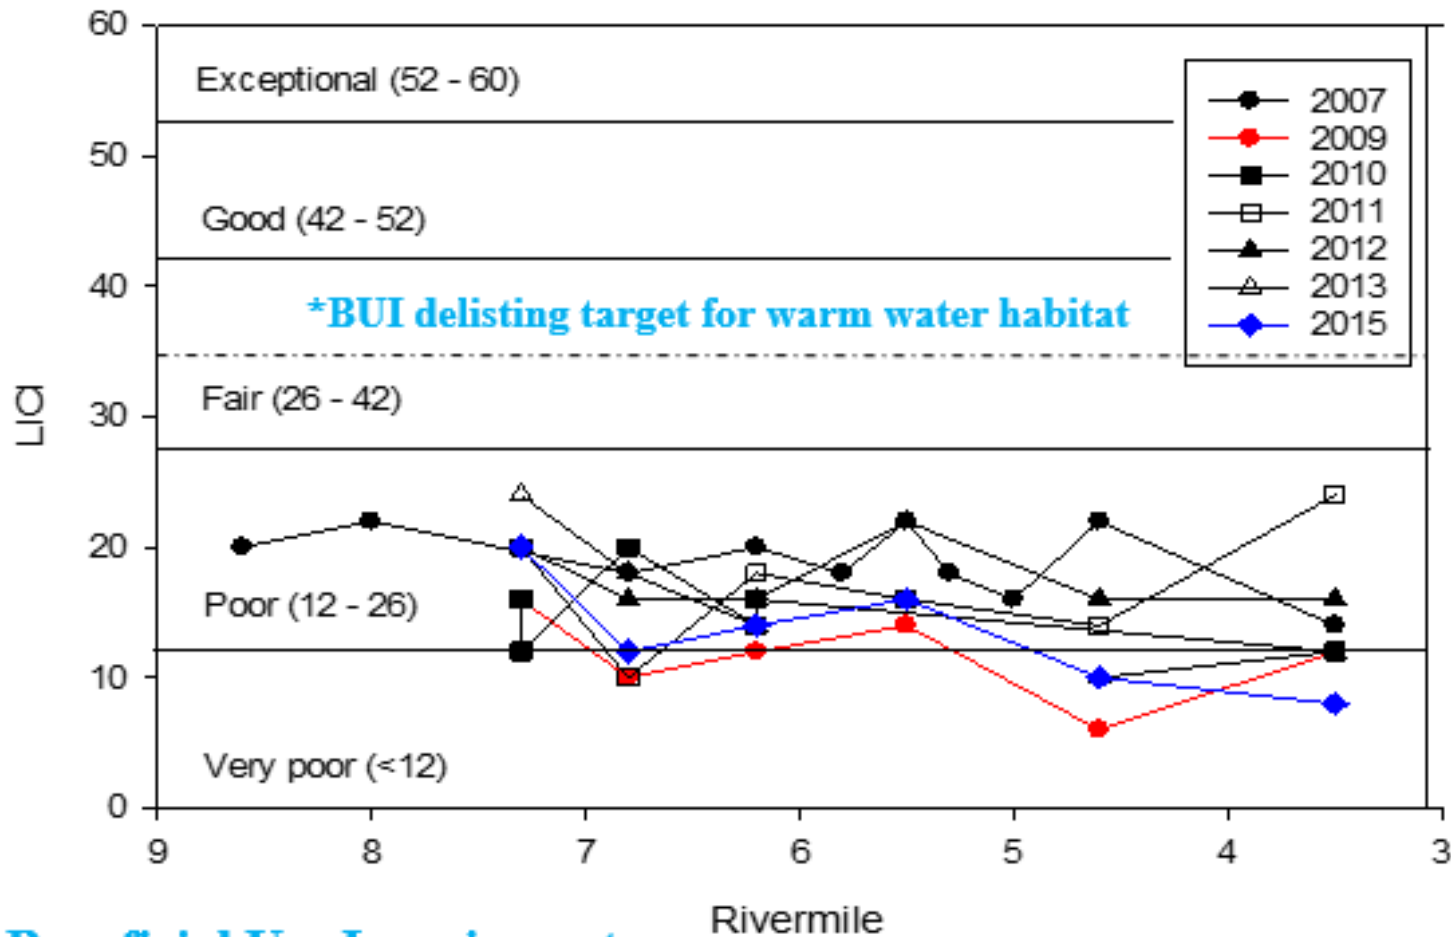 60
Exceptional (52 - 60)
50
Good (42 - 52)
40
*BUI delisting target for warm water habitat
Fair (26 - 42)
30
LICI
20
Poor (12 - 26)
10
Very poor (<12)
0
2007
2009
2010
2011
2012
2013
2015
9 8 7 6 5 4 3
Rivermile